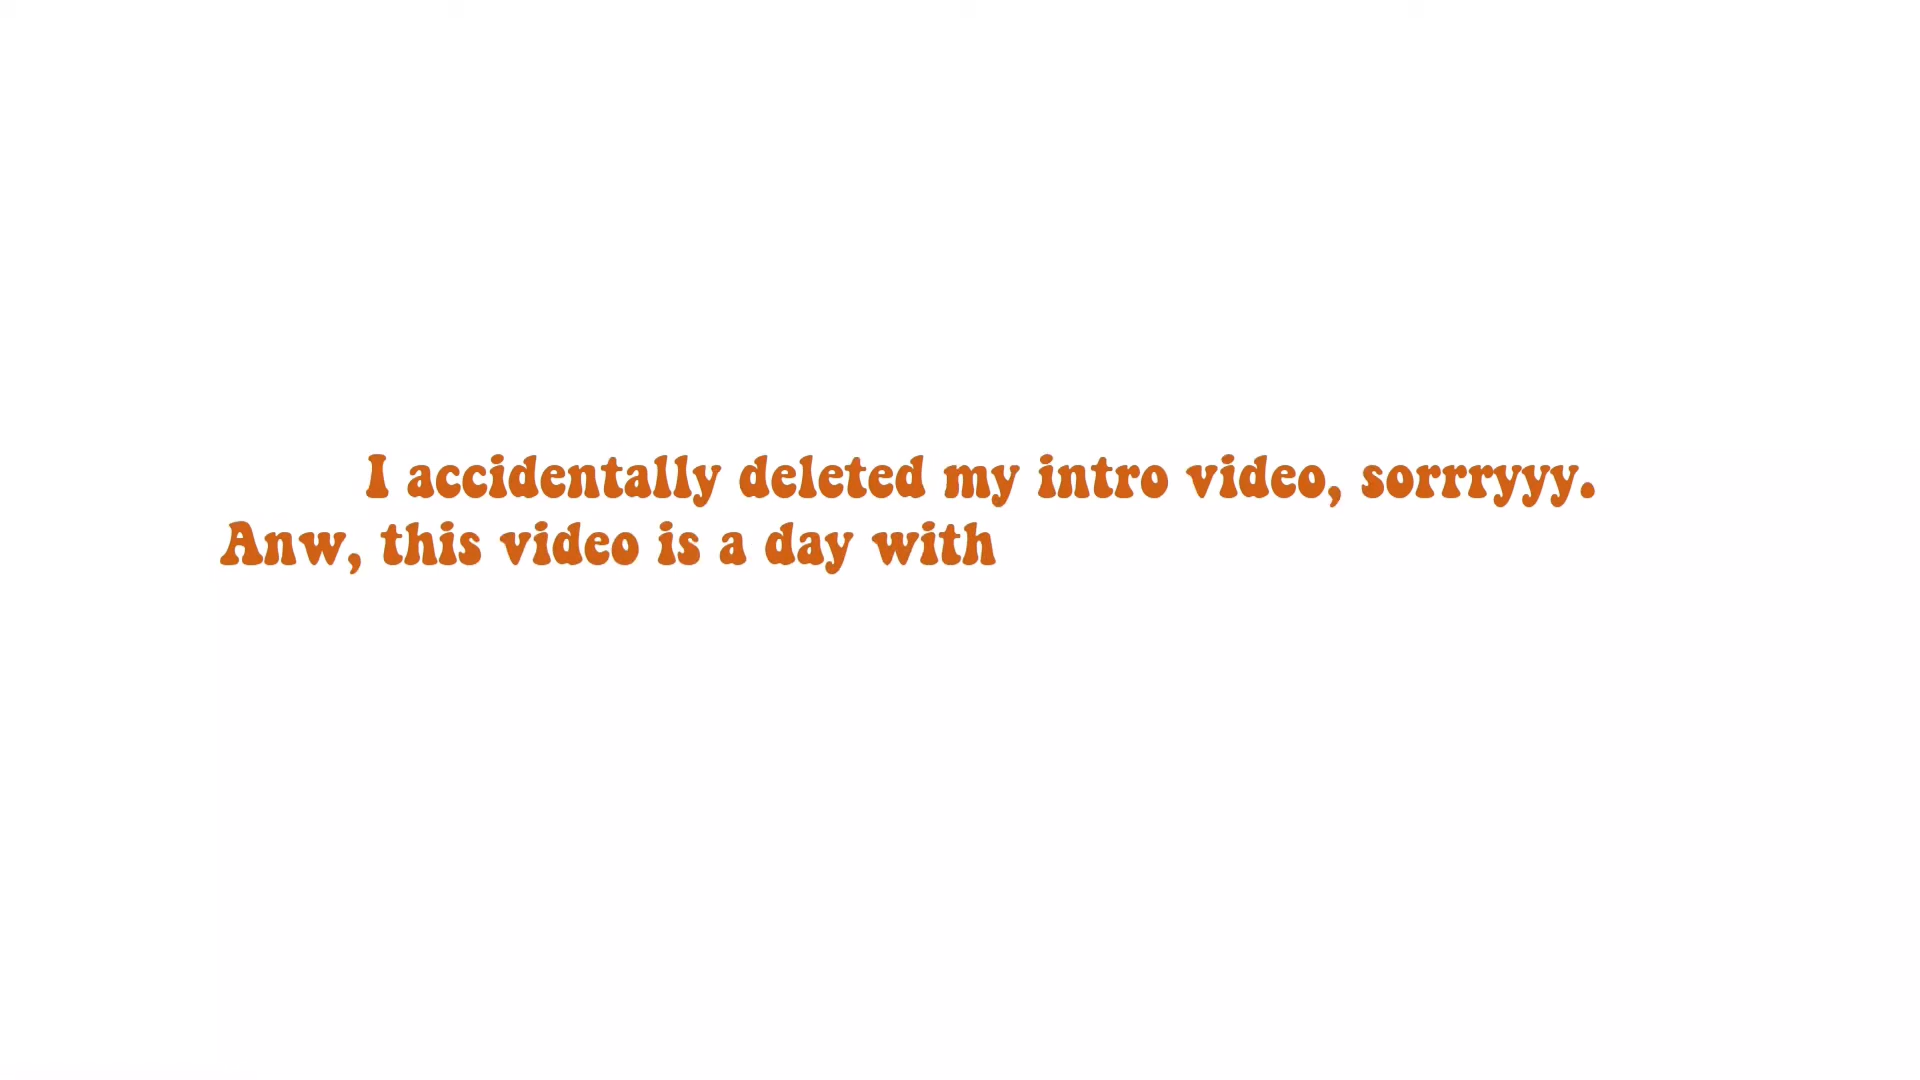 I accidentally deleted my intro video, sorrryyy.
Anw, this video is a day with